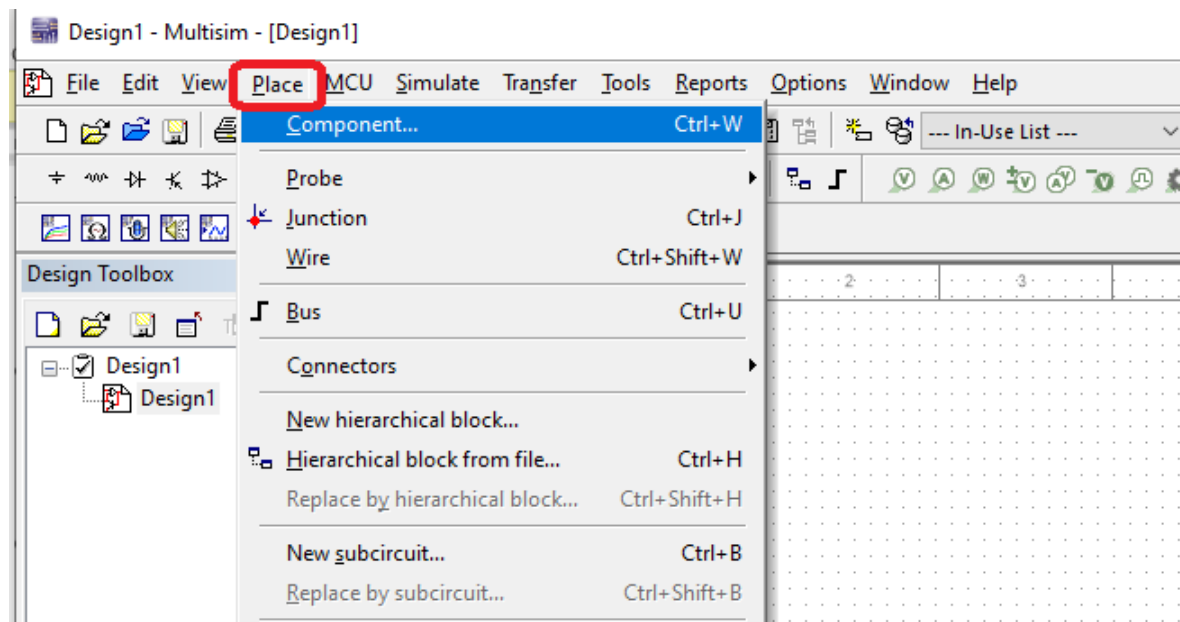 Design1 - Multisim - [Design1]
File Edit View Place MCU Simulate Transfer Tools Reports Options Window Help
Component... Ctrl+W
--- In-Use List ---
Probe
Junction Ctrl+J
Wire Ctrl+Shift+W
Design Toolbox
2 3
Bus Ctrl+U
Design1
Connectors
Design1
New hierarchical block...
Hierarchical block from file... Ctrl+H
Replace by hierarchical block... Ctrl+Shift+H
New subcircuit... Ctrl+B
Replace by subcircuit... Ctrl+Shift+B